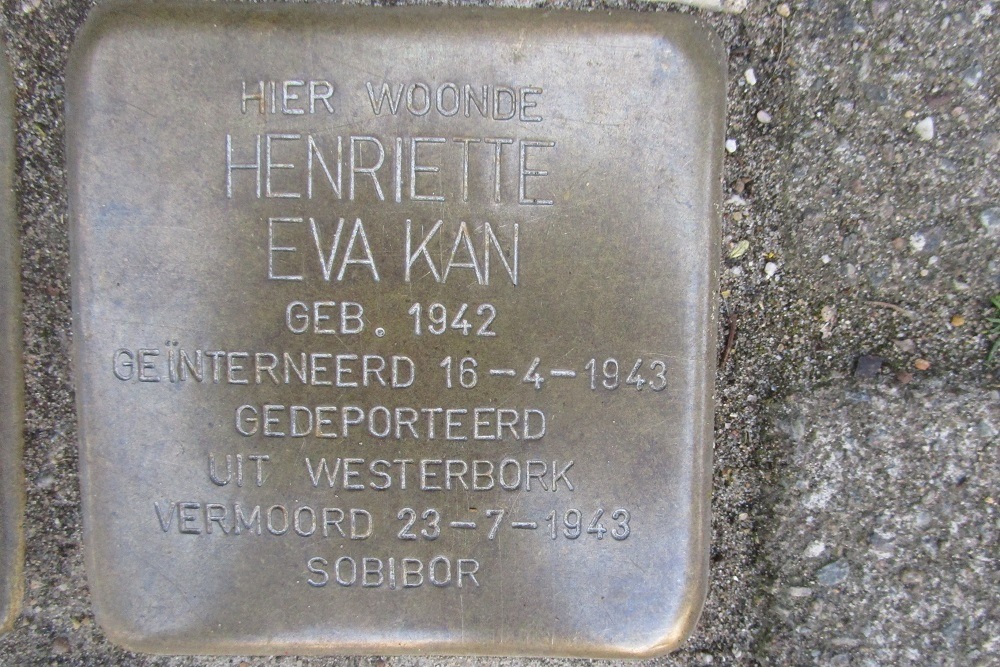 HIER WOONDE
HENRIETTE
EVA KAN
GEB. 1942
GEÏNTERNEERD 16-4-1943
GEDEPORTEERD
UIT WESTERBORK
VERMOORD 23-7-1943
SOBIBOR